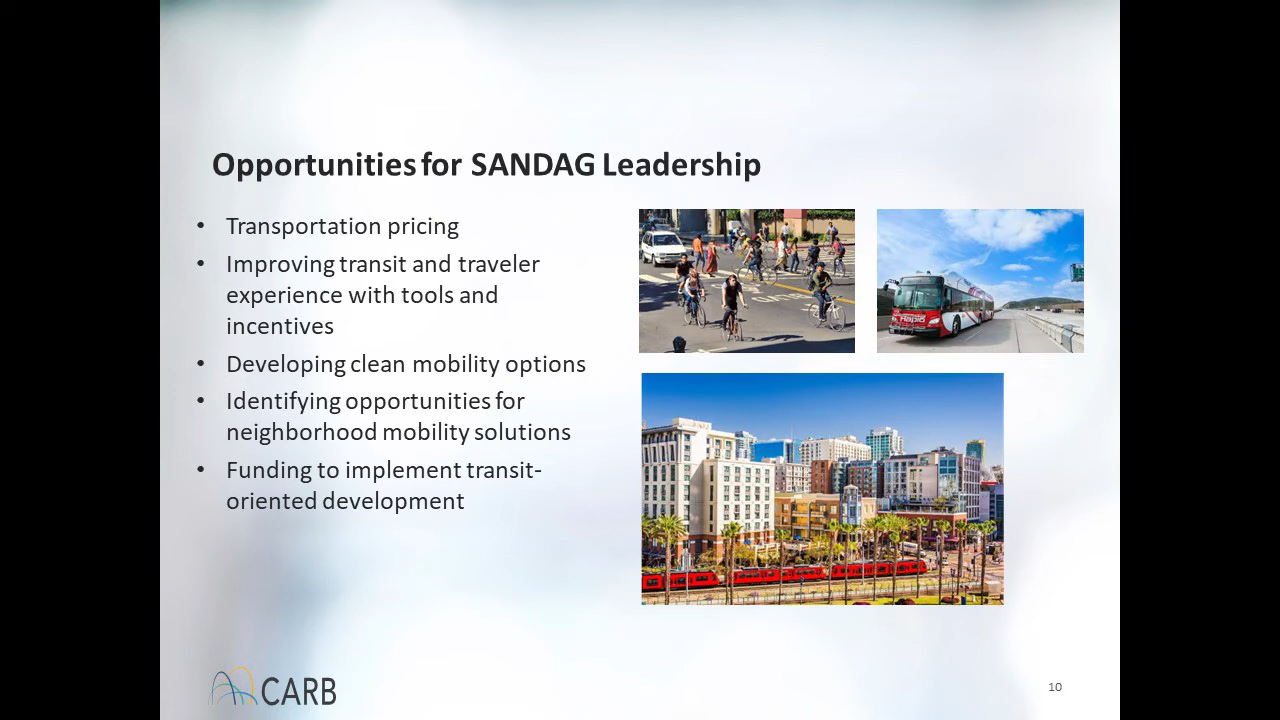 Opportunities for SANDAG Leadership
• Transportation pricing
• Improving transit and traveler
experience with tools and
incentives
• Developing clean mobility options
• Identifying opportunities for
neighborhood mobility solutions
• Funding to implement transit-
oriented development
Rapid
CARB
10